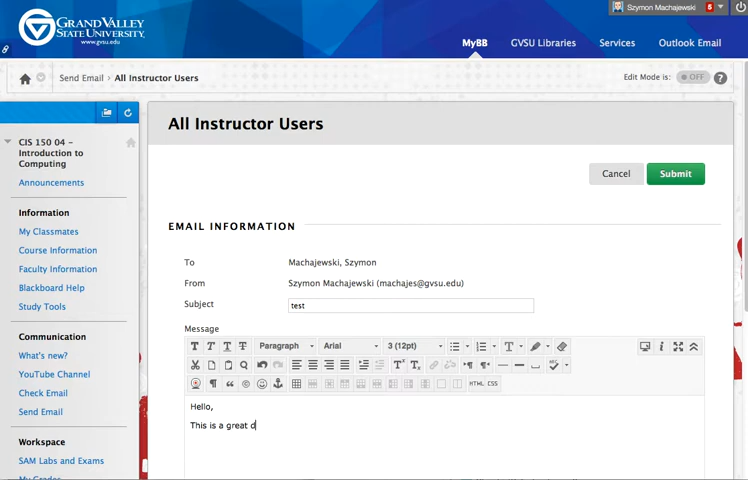 GRAND VALLEY
STATE UNIVERSITY
www.gvsu.edu
Szymon Machajewski 5
MyBB GVSU Libraries Services Outlook Email
Send Email > All Instructor Users
Edit Mode is: OFF ?
CIS 150 04 –
Introduction to
Computing
Announcements
Information
My Classmates
Course Information
Faculty Information
Blackboard Help
Study Tools
Communication
What's new?
YouTube Channel
Check Email
Send Email
Workspace
SAM Labs and Exams
My Grades
All Instructor Users
Cancel Submit
EMAIL INFORMATION
To Machajewski, Szymon
From Szymon Machajewski (machajes@gvsu.edu)
Subject test
Message
T T T T Paragraph Arial 3 (12pt)
HTML CSS
Hello,
This is a great d